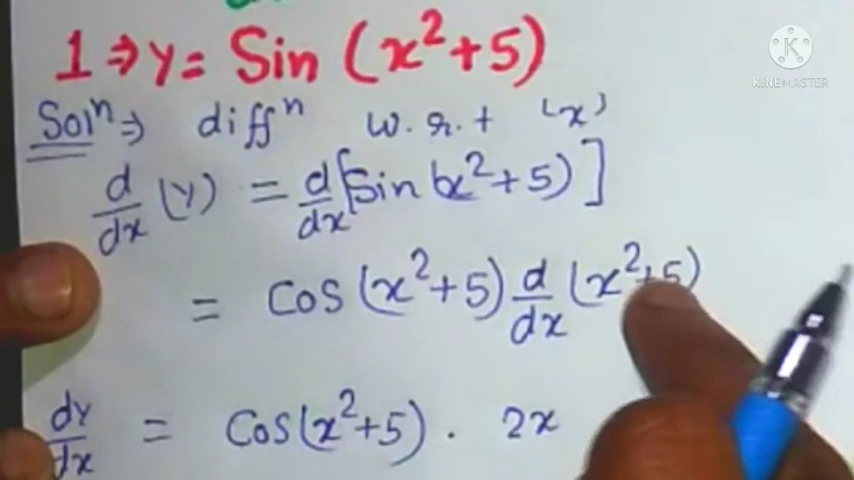 1 ⇒ y = Sin (x²+5)
KINEMASTER
Solⁿ ⇒ diffⁿ w.r.t (x)
d/dx (y) = d/dx [Sin (x²+5)]
= Cos (x²+5) d/dx (x²+5)
dy/dx = Cos(x²+5) . 2x